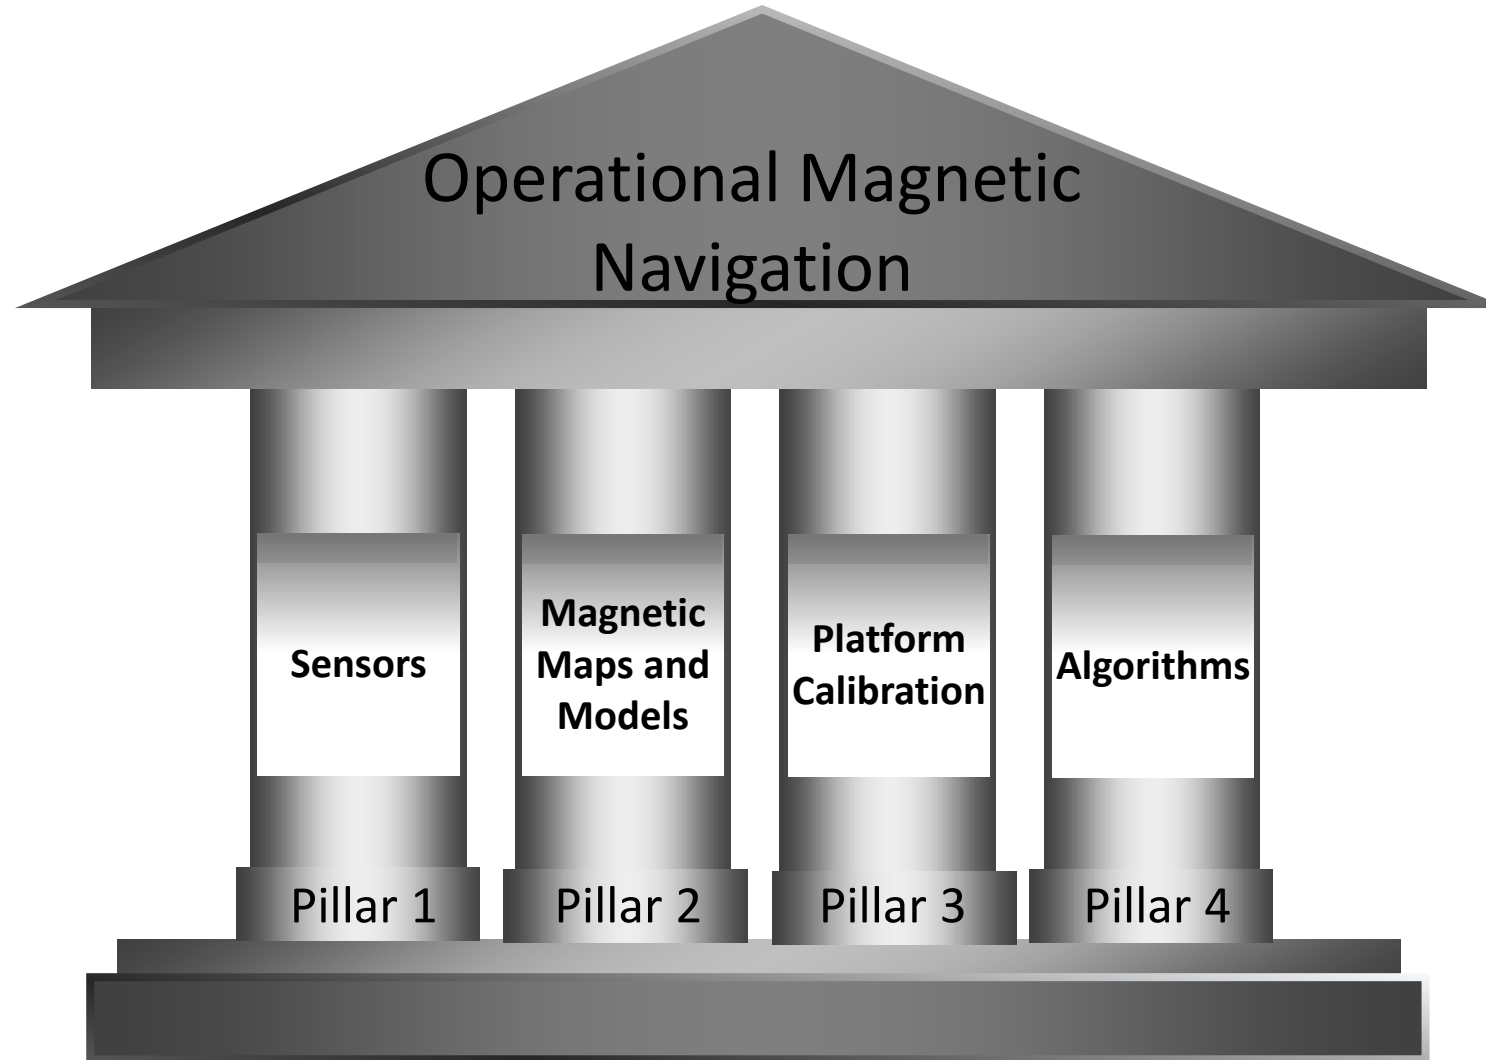 Operational Magnetic
Navigation
Sensors
Magnetic
Maps and
Models
Platform
Calibration
Algorithms
Pillar 1
Pillar 2
Pillar 3
Pillar 4